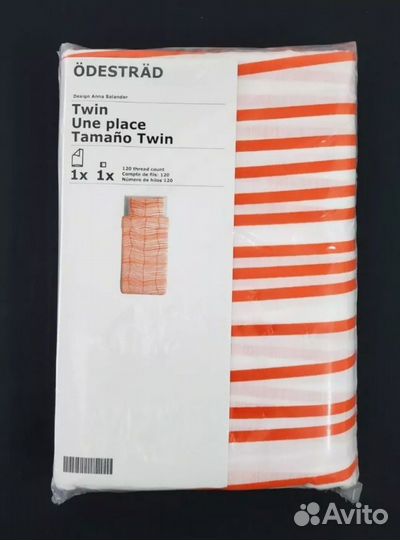 ÖDESTRÄD
Design Anna Salander
Twin
Une place
Tamaño Twin
1x 1x
120 thread count
Compte de fils: 120
Número de hilos 120
Avito